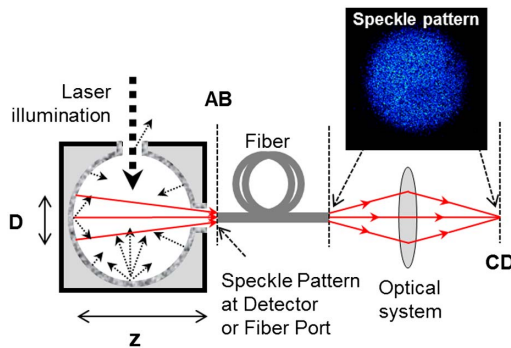 Speckle pattern
Laser
illumination
AB
Fiber
D
Speckle Pattern
at Detector
or Fiber Port
Optical
system
CD
z